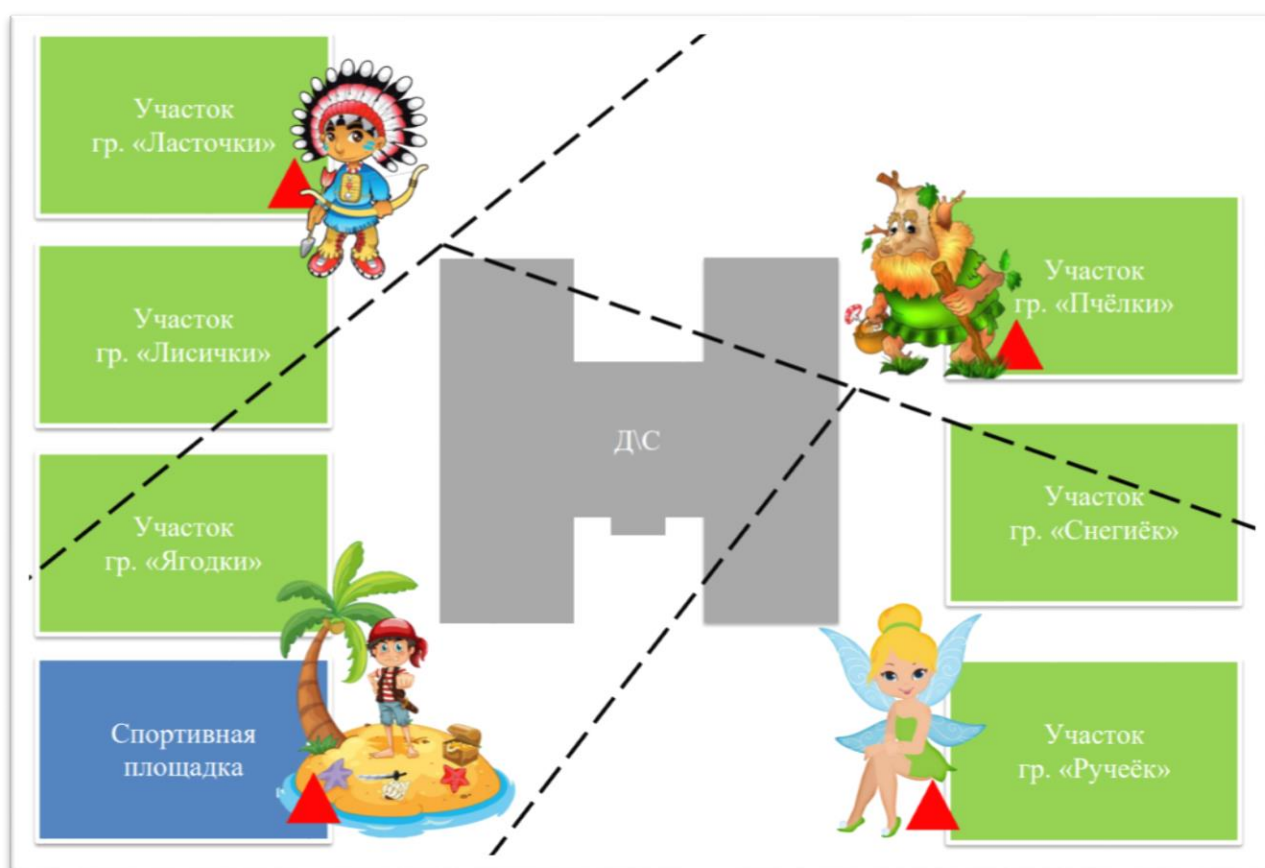 Участок
гр. «Ласточки»
Участок
гр. «Лисички»
Участок
гр. «Ягодки»
Спортивная
площадка
Д\С
Участок
гр. «Пчёлки»
Участок
гр. «Снегиёк»
Участок
гр. «Ручеёк»